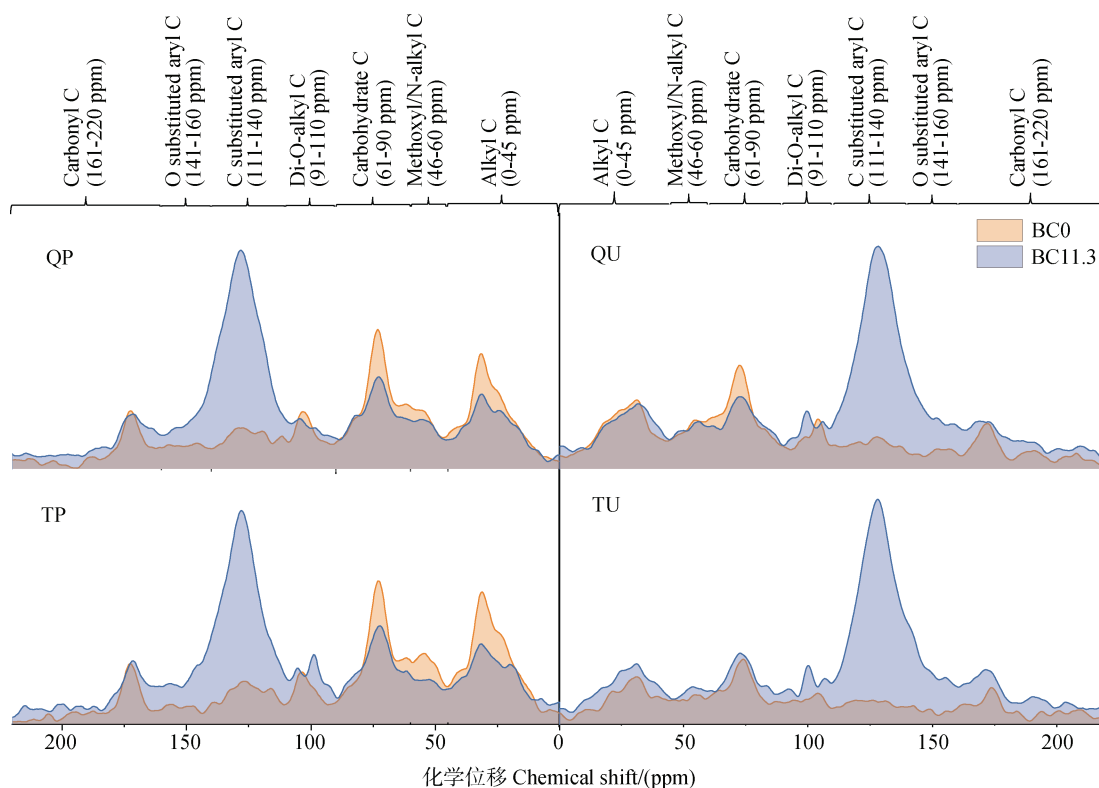 Carbonyl C
(161-220 ppm)
O substituted aryl C
(141-160 ppm)
C substituted aryl C
(111-140 ppm)
Di-O-alkyl C
(91-110 ppm)
Carbohydrate C
(61-90 ppm)
Methoxyl/N-alkyl C
(46-60 ppm)
Alkyl C
(0-45 ppm)
Alkyl C
(0-45 ppm)
Methoxyl/N-alkyl C
(46-60 ppm)
Carbohydrate C
(61-90 ppm)
Di-O-alkyl C
(91-110 ppm)
C substituted aryl C
(111-140 ppm)
O substituted aryl C
(141-160 ppm)
Carbonyl C
(161-220 ppm)
QP
QU
BC0
BC11.3
TP
TU
200 150 100 50 0 50 100 150 200
化学位移 Chemical shift/(ppm)